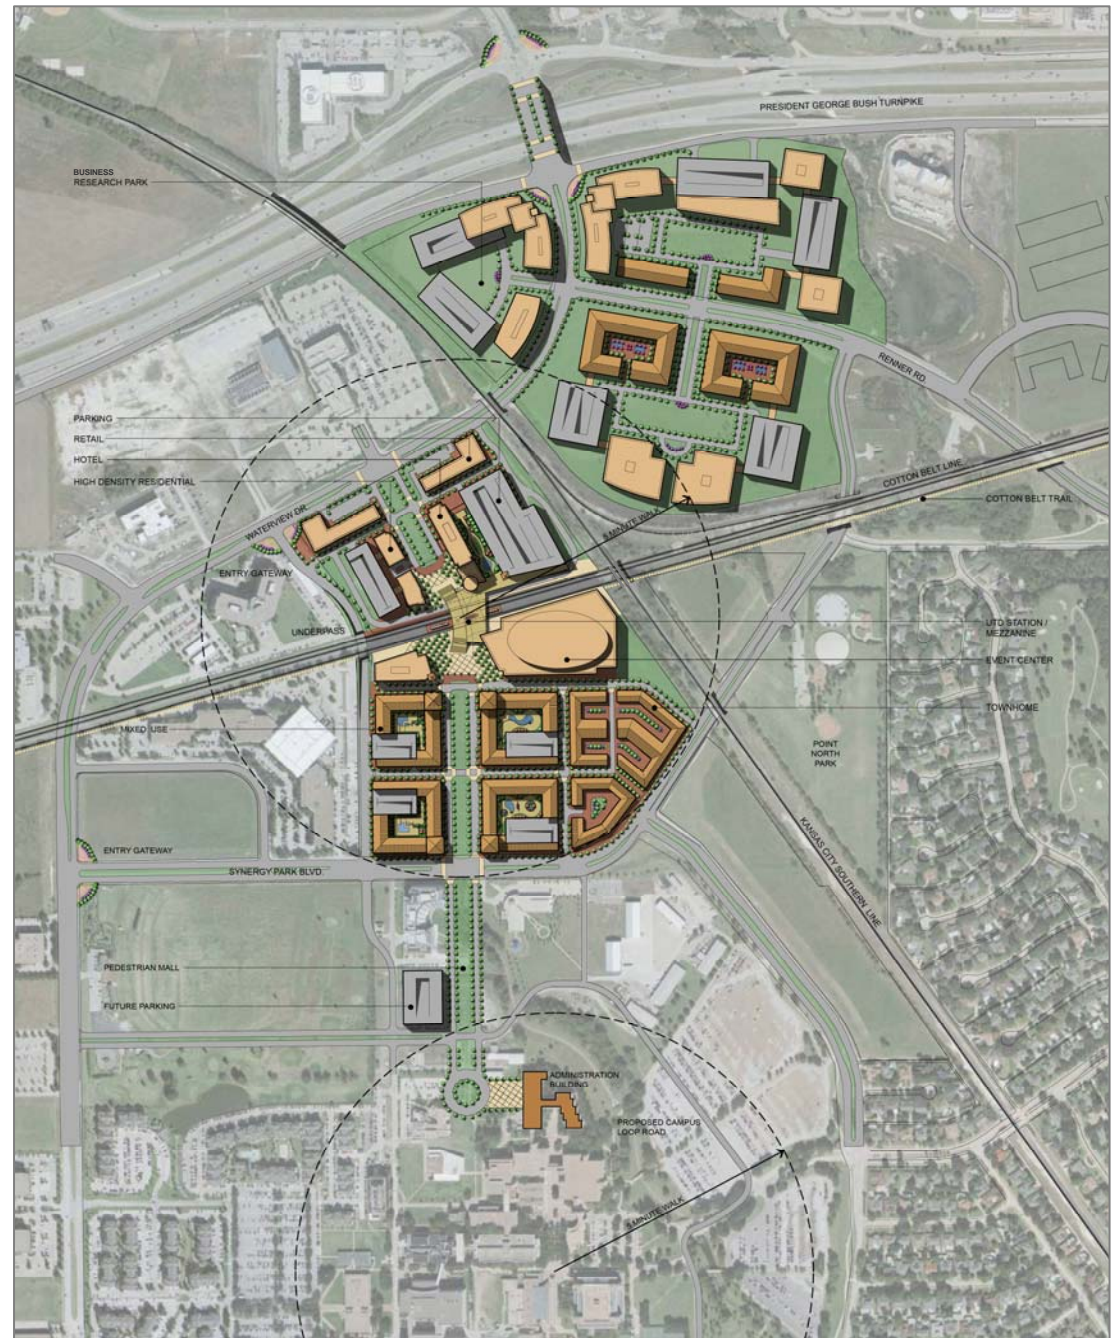 PRESIDENT GEORGE BUSH TURNPIKE
BUSINESS
RESEARCH PARK
RENNER RD.
PARKING
RETAIL
HOTEL
HIGH DENSITY RESIDENTIAL
COTTON BELT LINE
COTTON BELT TRAIL
WATERVIEW DR.
5 MINUTE WALK
ENTRY GATEWAY
UNDERPASS
UTD STATION /
MEZZANINE
EVENT CENTER
TOWNHOME
MIXED USE
POINT
NORTH
PARK
KANSAS CITY SOUTHERN LINE
ENTRY GATEWAY
SYNERGY PARK BLVD.
PEDESTRIAN MALL
FUTURE PARKING
ADMINISTRATION
BUILDING
PROPOSED CAMPUS
LOOP ROAD
5 MINUTE WALK